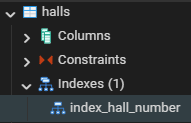 halls
Columns
Constraints
Indexes (1)
index_hall_number